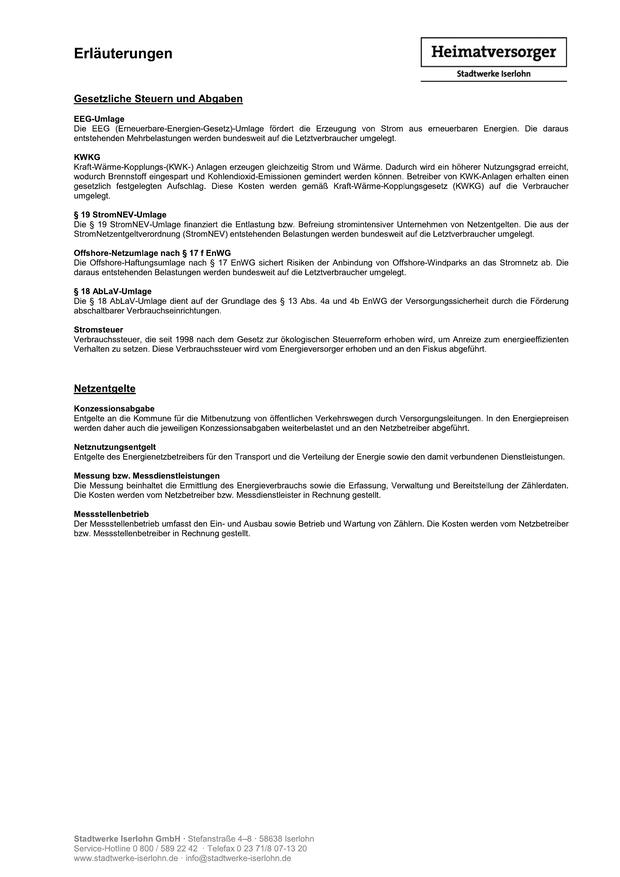 Erläuterungen
Heimatversorger
Stadtwerke Iserlohn
Gesetzliche Steuern und Abgaben
EEG-Umlage
Die EEG (Erneuerbare-Energien-Gesetz)-Umlage fördert die Erzeugung von Strom aus erneuerbaren Energien. Die daraus
entstehenden Mehrbelastungen werden bundesweit auf die Letztverbraucher umgelegt.
KWKG
Kraft-Wärme-Kopplungs-(KWK-) Anlagen erzeugen gleichzeitig Strom und Wärme. Dadurch wird ein höherer Nutzungsgrad erreicht,
wodurch Brennstoff eingespart und Kohlendioxid-Emissionen gemindert werden können. Betreiber von KWK-Anlagen erhalten einen
gesetzlich festgelegten Aufschlag. Diese Kosten werden gemäß Kraft-Wärme-Kopplungsgesetz (KWKG) auf die Verbraucher
umgelegt.
§ 19 StromNEV-Umlage
Die § 19 StromNEV-Umlage finanziert die Entlastung bzw. Befreiung stromintensiver Unternehmen von Netzentgelten. Die aus der
StromNetzentgeltverordnung (StromNEV) entstehenden Belastungen werden bundesweit auf die Letztverbraucher umgelegt.
Offshore-Netzumlage nach § 17 f EnWG
Die Offshore-Haftungsumlage nach § 17 EnWG sichert Risiken der Anbindung von Offshore-Windparks an das Stromnetz ab. Die
daraus entstehenden Belastungen werden bundesweit auf die Letztverbraucher umgelegt.
§ 18 AbLaV-Umlage
Die § 18 AbLaV-Umlage dient auf der Grundlage des § 13 Abs. 4a und 4b EnWG der Versorgungssicherheit durch die Förderung
abschaltbarer Verbrauchseinrichtungen.
Stromsteuer
Verbrauchssteuer, die seit 1998 nach dem Gesetz zur ökologischen Steuerreform erhoben wird, um Anreize zum energieeffizienten
Verhalten zu setzen. Diese Verbrauchssteuer wird vom Energieversorger erhoben und an den Fiskus abgeführt.
Netzentgelte
Konzessionsabgabe
Entgelte an die Kommune für die Mitbenutzung von öffentlichen Verkehrswegen durch Versorgungsleitungen. In den Energiepreisen
werden daher auch die jeweiligen Konzessionsabgaben weiterbelastet und an den Netzbetreiber abgeführt.
Netznutzungsentgelt
Entgelte des Energienetzbetreibers für den Transport und die Verteilung der Energie sowie den damit verbundenen Dienstleistungen.
Messung bzw. Messdienstleistungen
Die Messung beinhaltet die Ermittlung des Energieverbrauchs sowie die Erfassung, Verwaltung und Bereitstellung der Zählerdaten.
Die Kosten werden vom Netzbetreiber bzw. Messdienstleister in Rechnung gestellt.
Messstellenbetrieb
Der Messstellenbetrieb umfasst den Ein- und Ausbau sowie Betrieb und Wartung von Zählern. Die Kosten werden vom Netzbetreiber
bzw. Messstellenbetreiber in Rechnung gestellt.
Stadtwerke Iserlohn GmbH · Stefanstraße 4–8 · 58638 Iserlohn
Service-Hotline 0 800 / 589 22 42 · Telefax 0 23 71/8 07-13 20
www.stadtwerke-iserlohn.de · info@stadtwerke-iserlohn.de